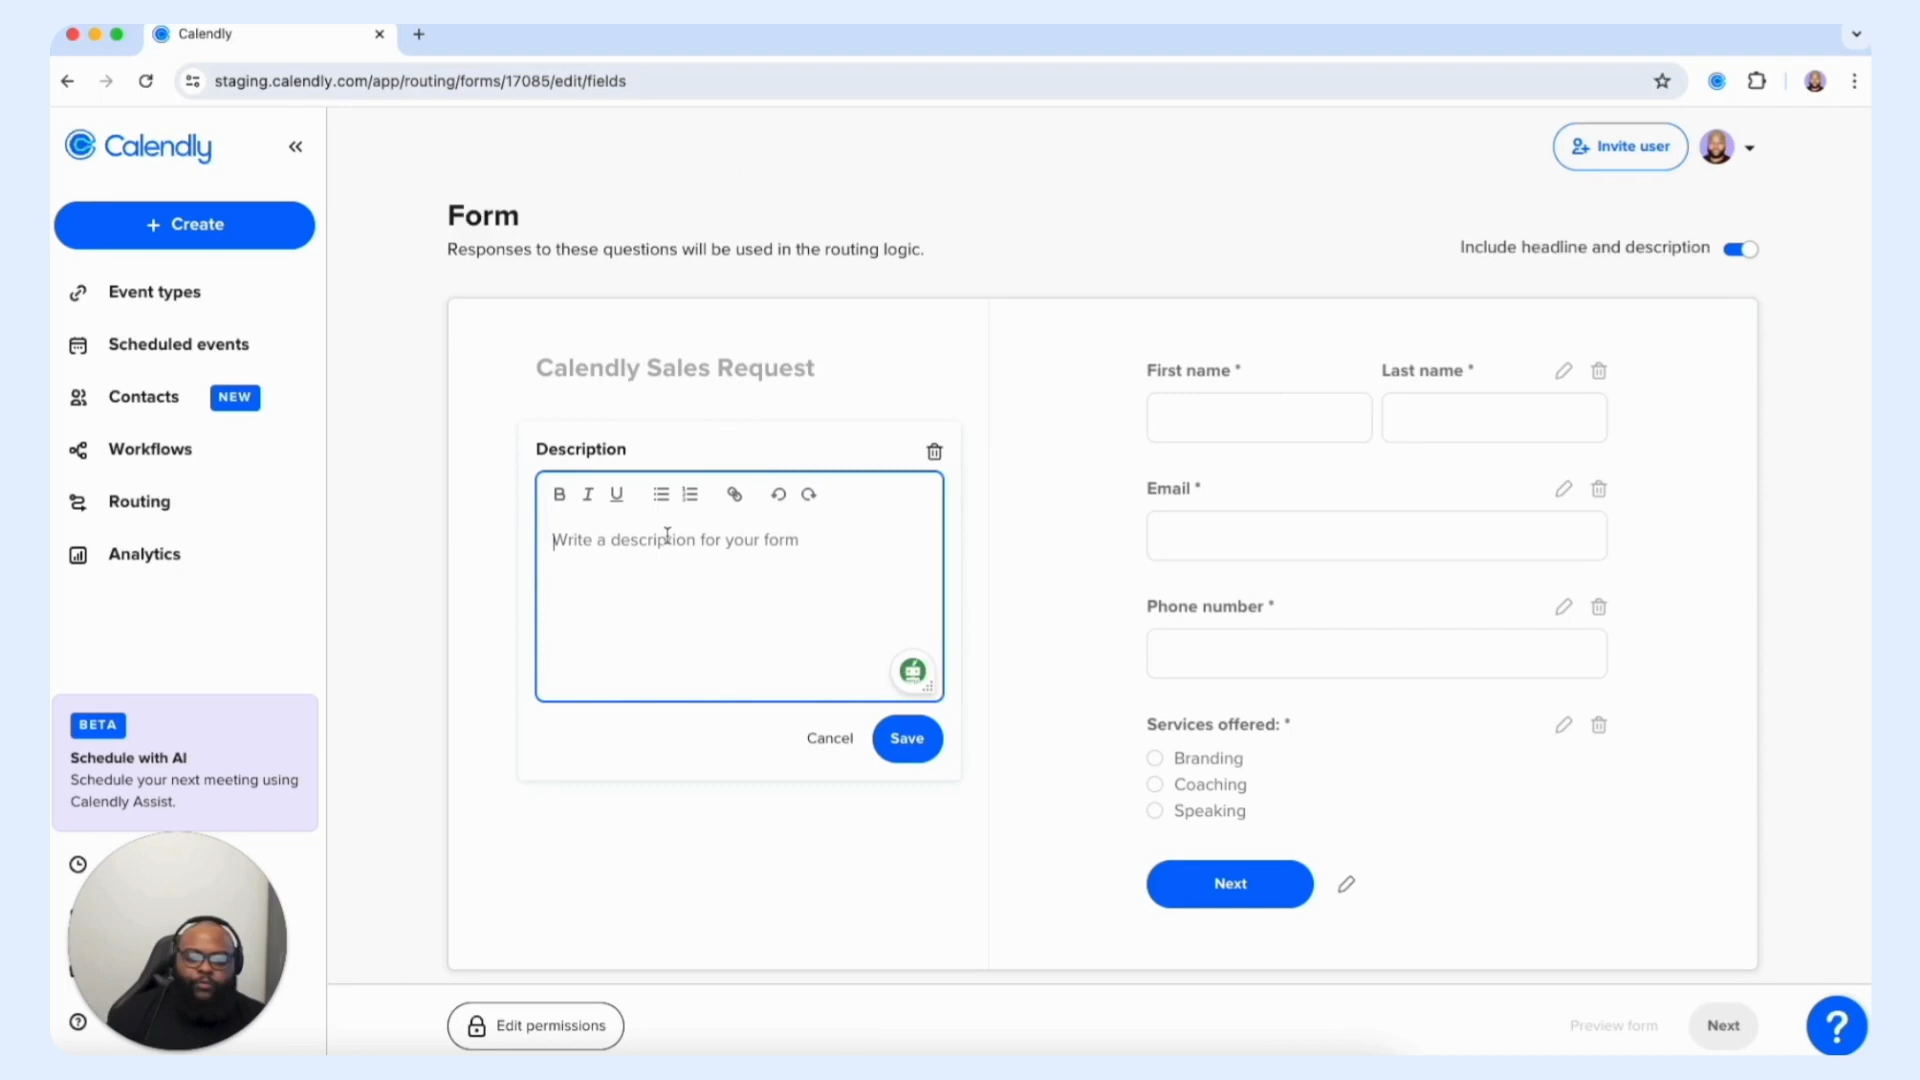 Calendly
staging.calendly.com/app/routing/forms/17085/edit/fields
Calendly
Invite user
+ Create
Form
Responses to these questions will be used in the routing logic.
Include headline and description
Event types
Scheduled events
Contacts NEW
Workflows
Routing
Analytics
Calendly Sales Request
Description
B I U
Write a description for your form
Cancel Save
First name * Last name *
Email *
Phone number *
Services offered: *
Branding
Coaching
Speaking
Next
BETA
Schedule with AI
Schedule your next meeting using
Calendly Assist.
Edit permissions
Preview form
Next
?